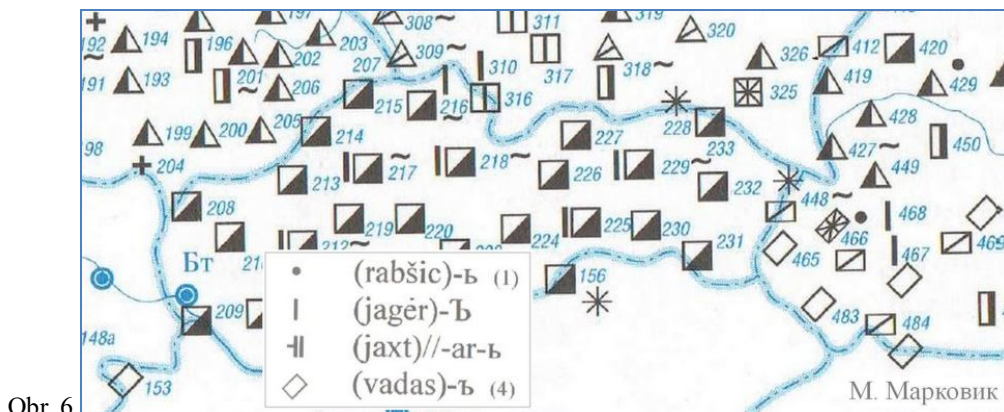 197 308~ 311 319 320
192 194 196 202 203 309~ 317 318~ 326 412 420
~
191 193 201~ 206 207 310 325 419 429
215 216 316 428
~
199 200 205 214 227 228 233 427~ 450
198 204 217~ 218~ 226 229~ 449
213 232 448~
208 219 220 224 225 230 466 468 469
212~ 231 465 467
Бт 156
209 483 484
148a 153
(rabšic)-ь (1)
(jagėr)-Ъ
(jaxt)//-ar-ь
(vadas)-ъ (4)
М. Марковик
Obr. 6